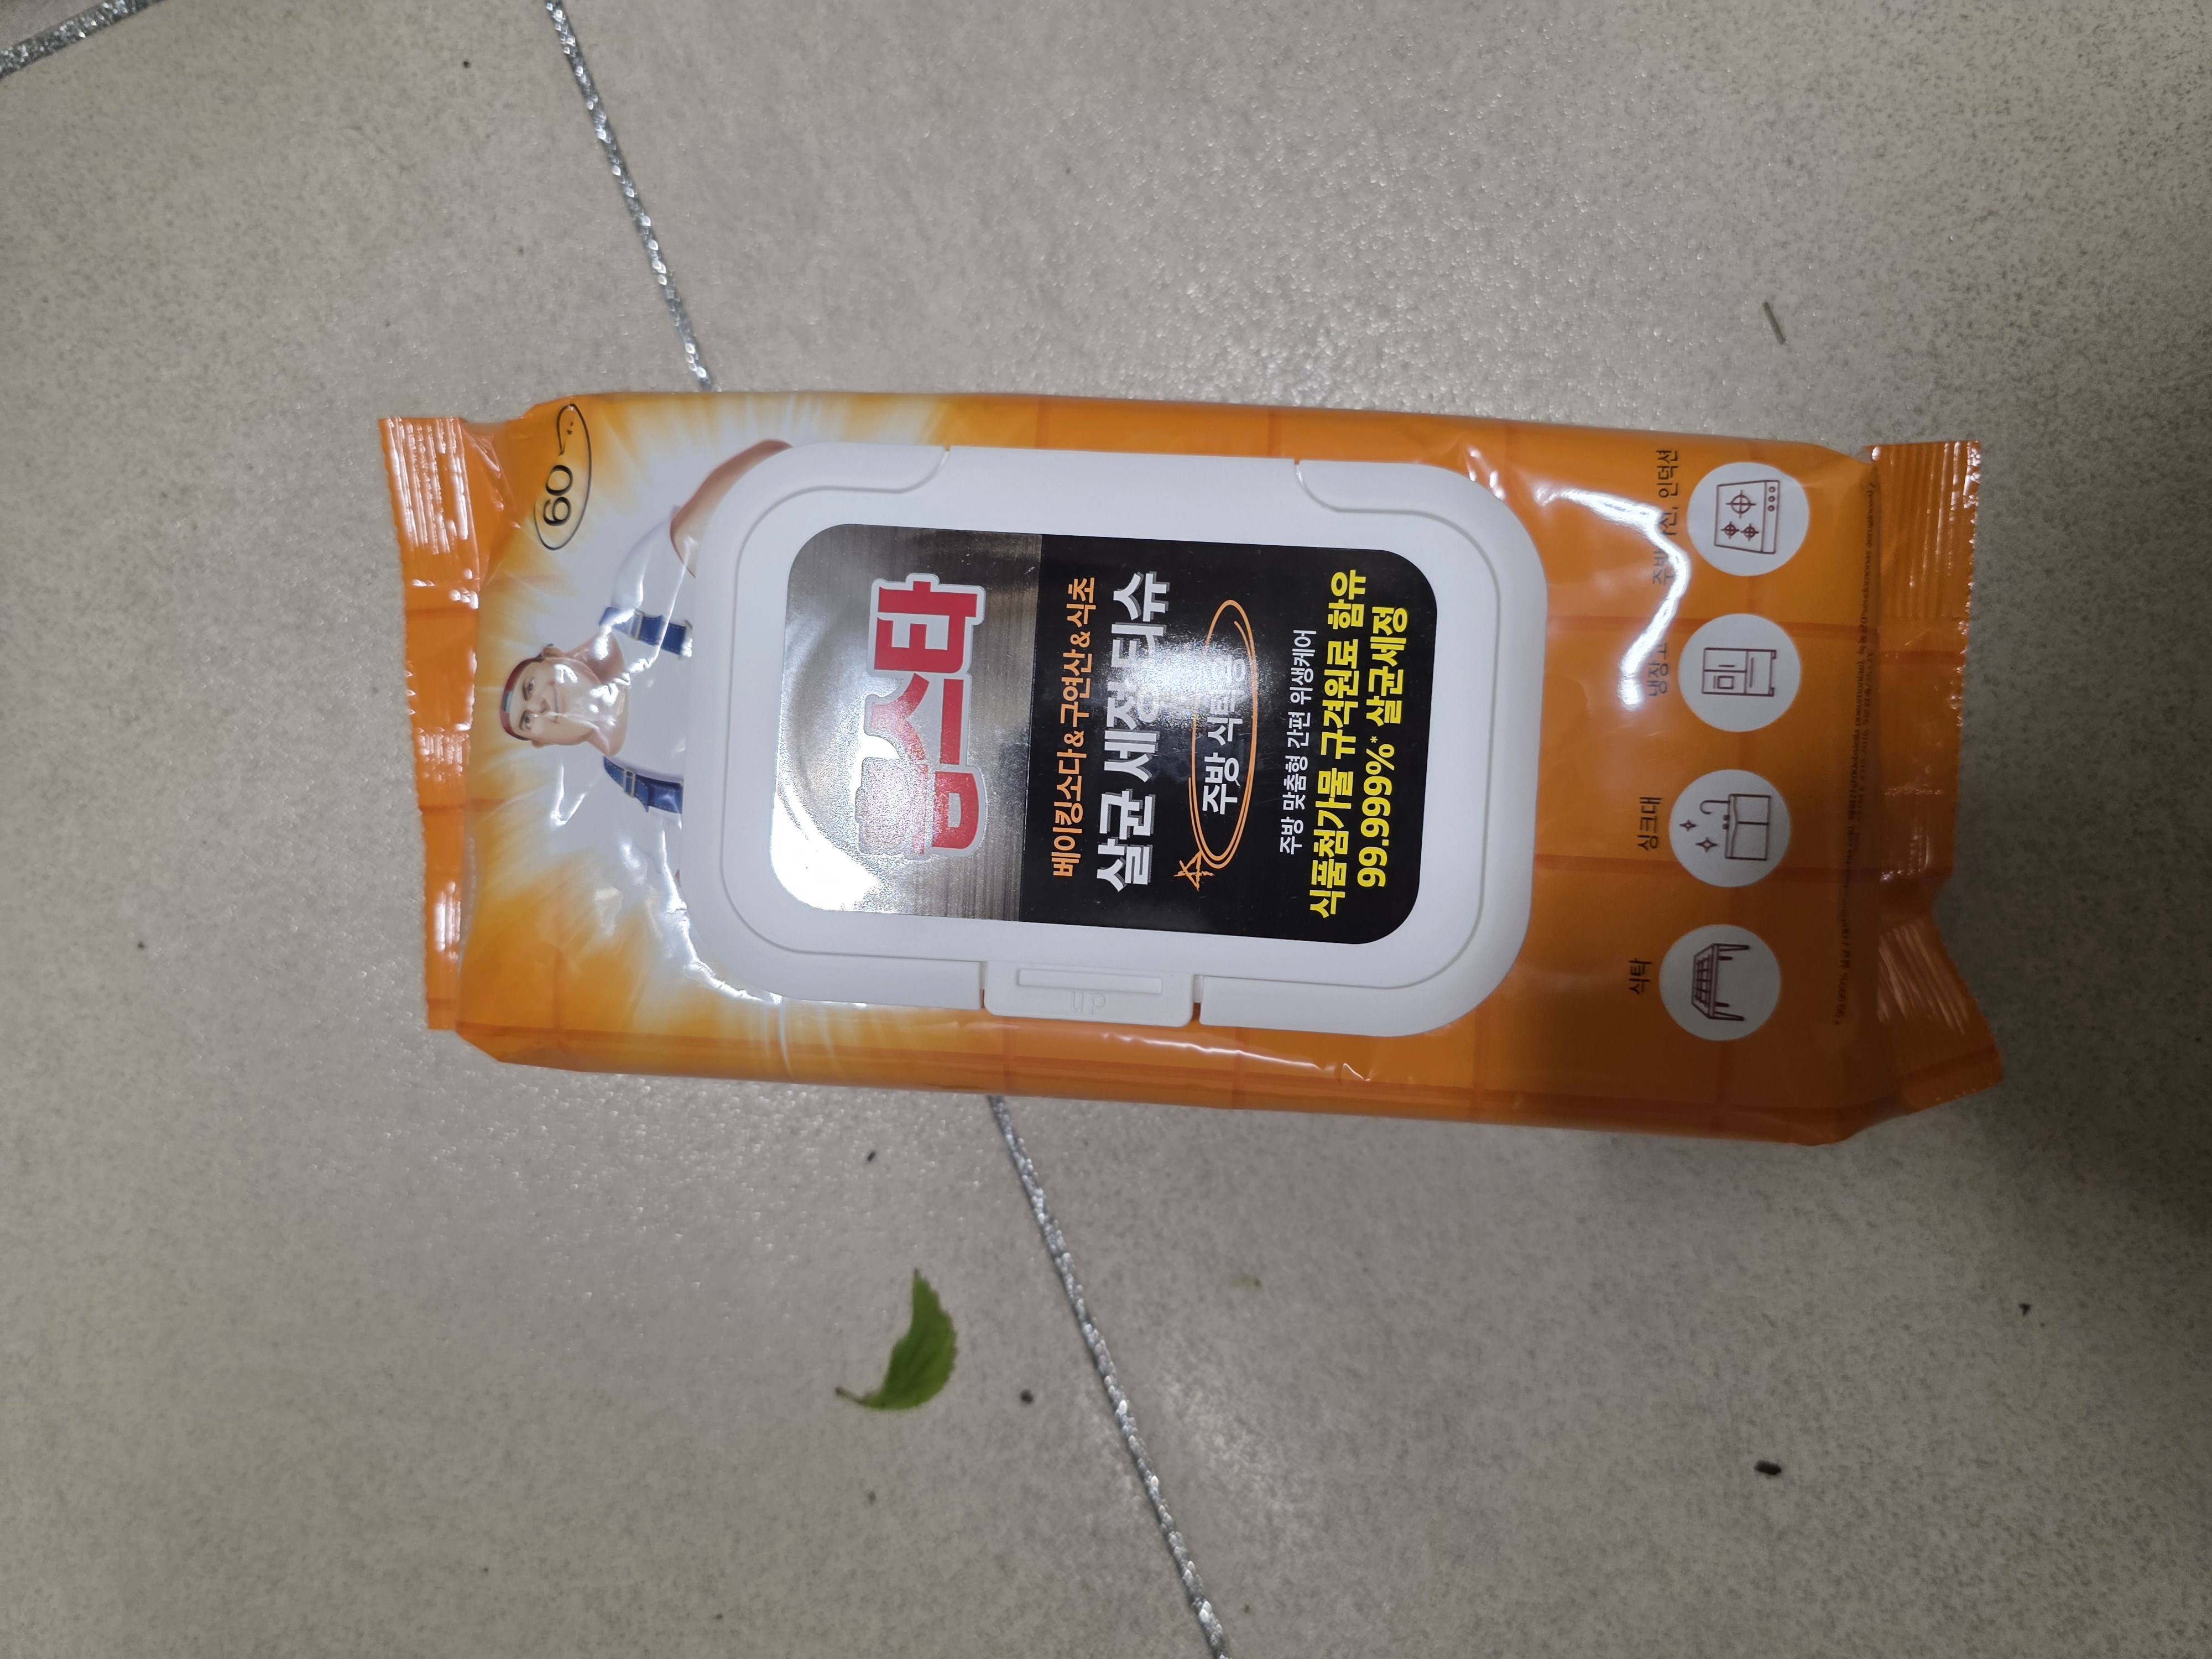 60매
홈스타
베이킹소다&구연산&식초
살균 세정티슈
주방 식탁용
주방 맞춤형 간편 위생케어
식품첨가물 규격원료 함유
99.999%* 살균세정
식탁
싱크대
냉장고
인덕션
up